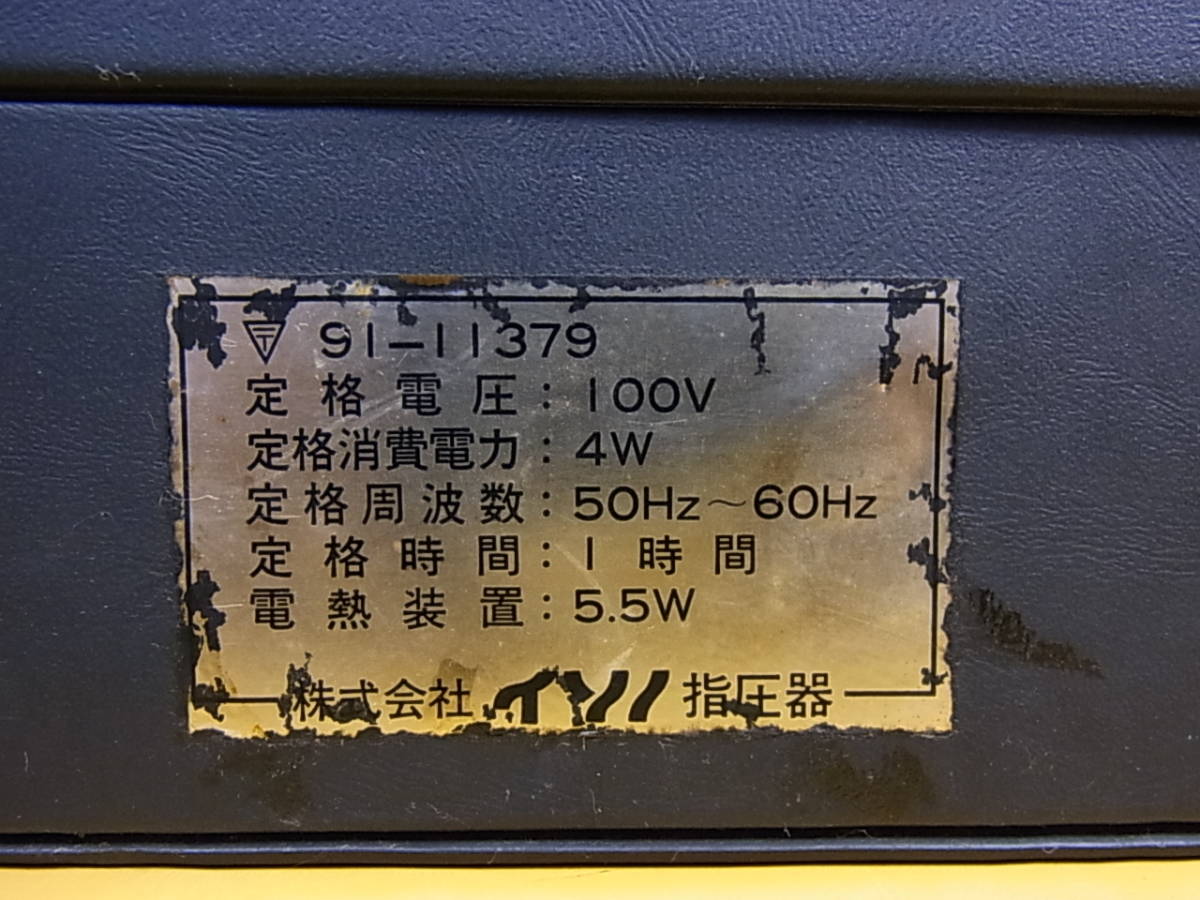 〒 91-11379
定格電圧：100V
定格消費電力：4W
定格周波数：50Hz～60Hz
定格時間：1時間
電熱装置：5.5W
株式会社 イソノ 指圧器